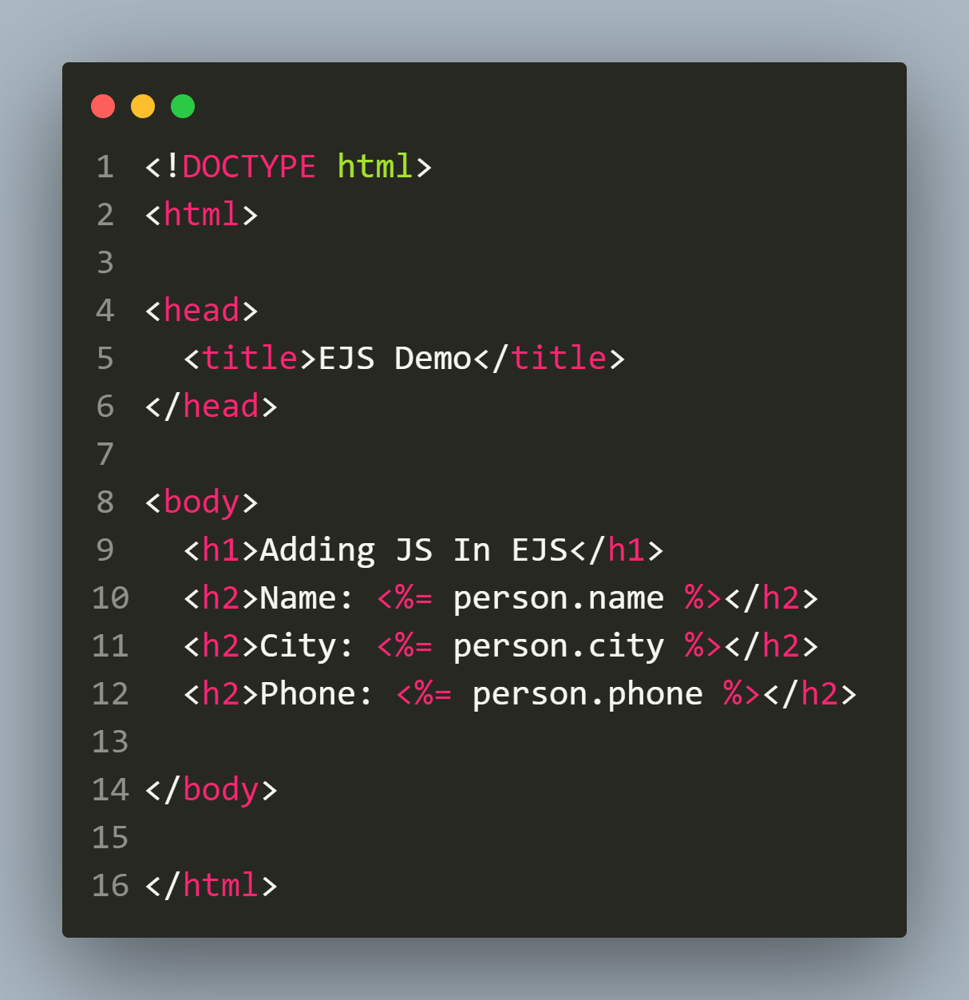 1 <!DOCTYPE html>
2 <html>
3
4 <head>
5   <title>EJS Demo</title>
6 </head>
7
8 <body>
9   <h1>Adding JS In EJS</h1>
10   <h2>Name: <%= person.name %></h2>
11   <h2>City: <%= person.city %></h2>
12   <h2>Phone: <%= person.phone %></h2>
13
14 </body>
15
16 </html>